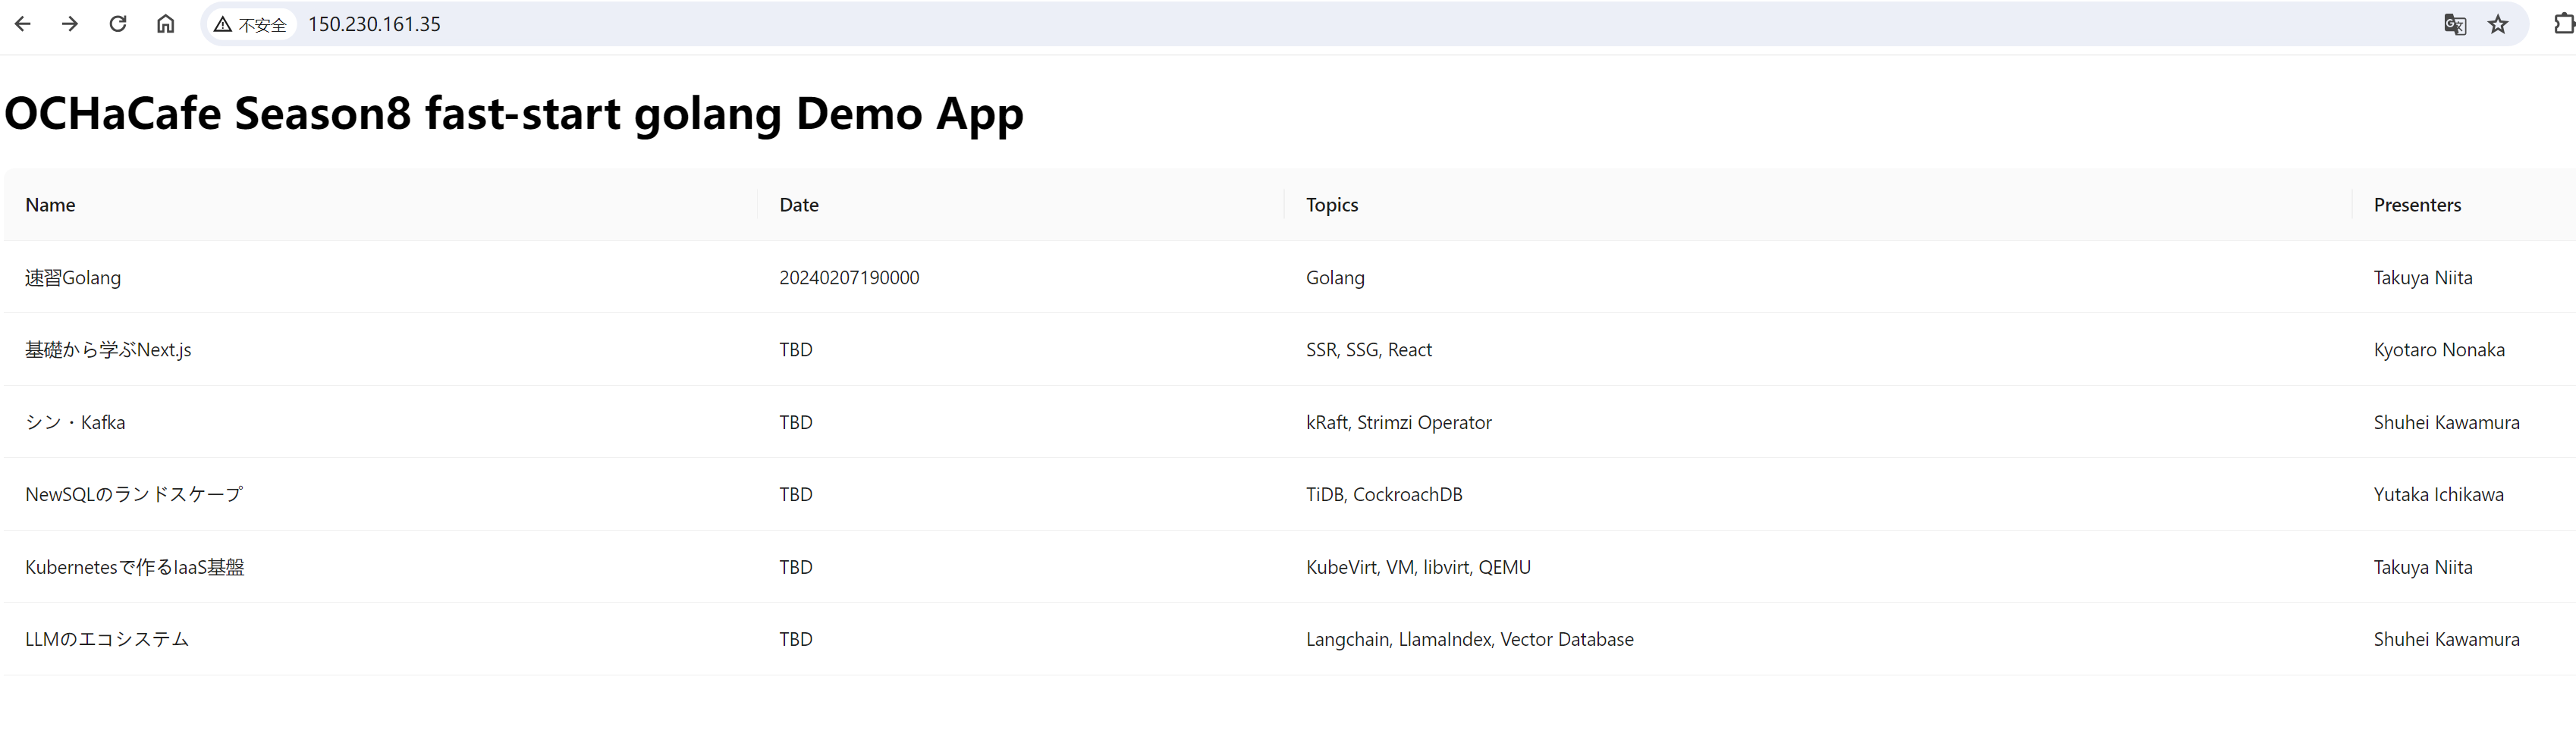 不安全 150.230.161.35
OCHaCafe Season8 fast-start golang Demo App
Name Date Topics Presenters
速習Golang 20240207190000 Golang Takuya Niita
基礎から学ぶNext.js TBD SSR, SSG, React Kyotaro Nonaka
シン・Kafka TBD kRaft, Strimzi Operator Shuhei Kawamura
NewSQLのランドスケープ TBD TiDB, CockroachDB Yutaka Ichikawa
Kubernetesで作るIaaS基盤 TBD KubeVirt, VM, libvirt, QEMU Takuya Niita
LLMのエコシステム TBD Langchain, LlamaIndex, Vector Database Shuhei Kawamura